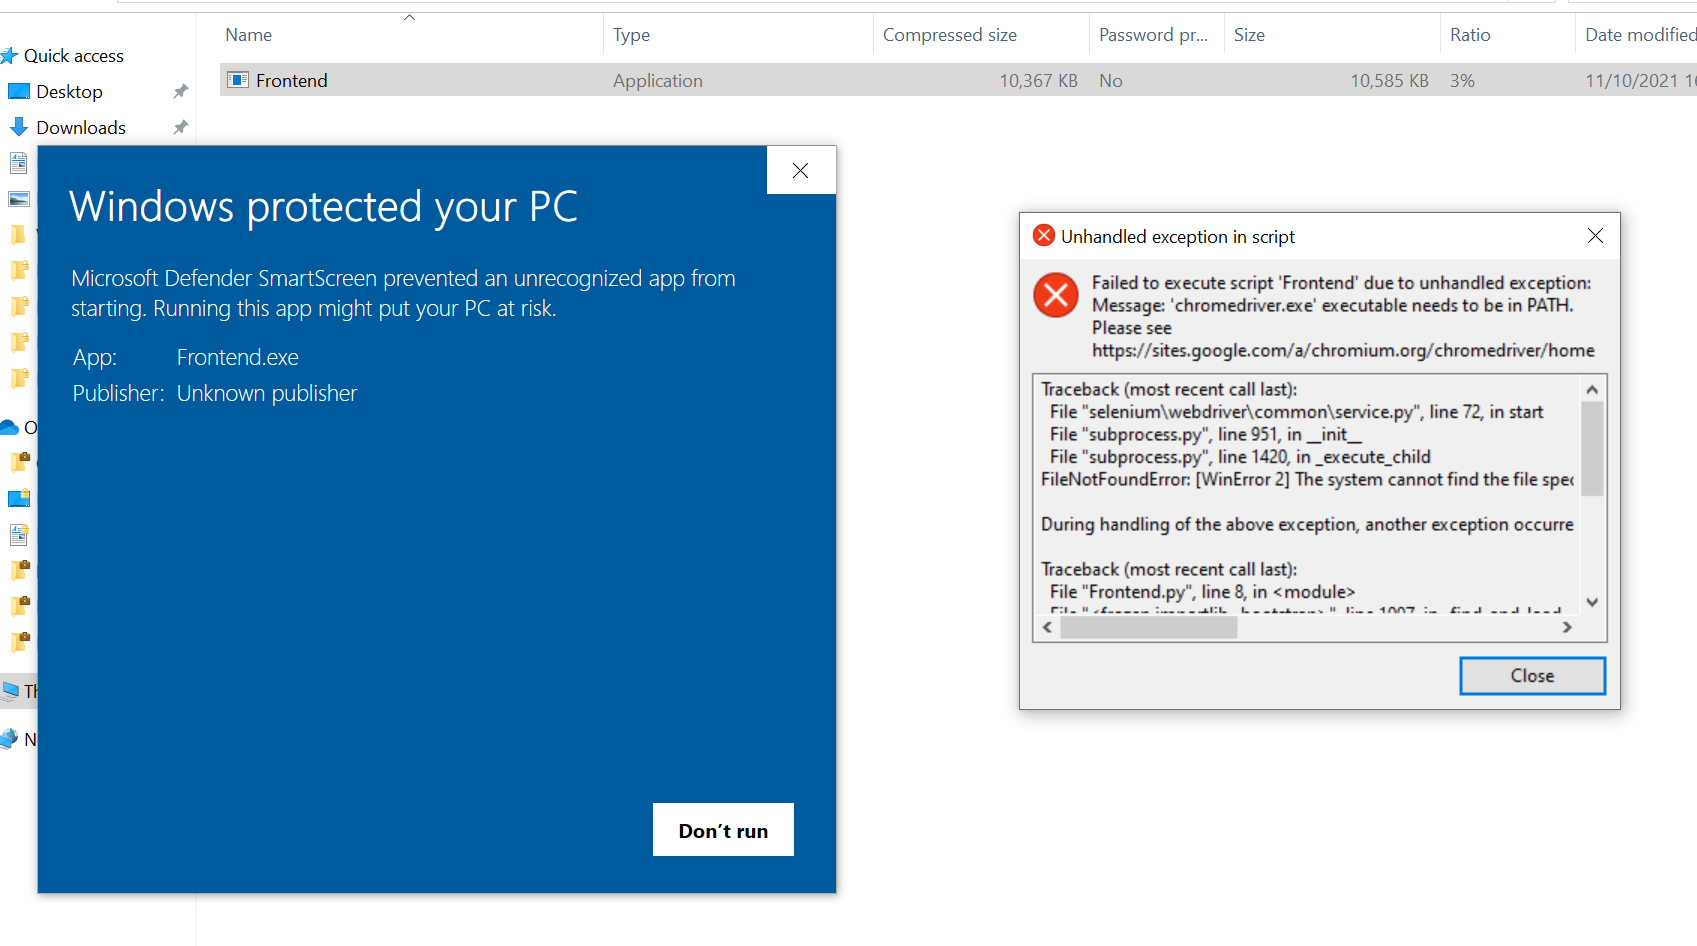 Name Type Compressed size Password pr... Size Ratio Date modified
Quick access
Frontend Application 10,367 KB No 10,585 KB 3% 11/10/2021
Desktop
Downloads
Windows protected your PC
Microsoft Defender SmartScreen prevented an unrecognized app from
starting. Running this app might put your PC at risk.
App: Frontend.exe
Publisher: Unknown publisher
Don't run
Unhandled exception in script
Failed to execute script 'Frontend' due to unhandled exception:
Message: 'chromedriver.exe' executable needs to be in PATH.
Please see
https://sites.google.com/a/chromium.org/chromedriver/home
Traceback (most recent call last):
File "selenium\webdriver\common\service.py", line 72, in start
File "subprocess.py", line 951, in __init__
File "subprocess.py", line 1420, in _execute_child
FileNotFoundError: [WinError 2] The system cannot find the file spec
During handling of the above exception, another exception occurre
Traceback (most recent call last):
File "Frontend.py", line 8, in <module>
Close